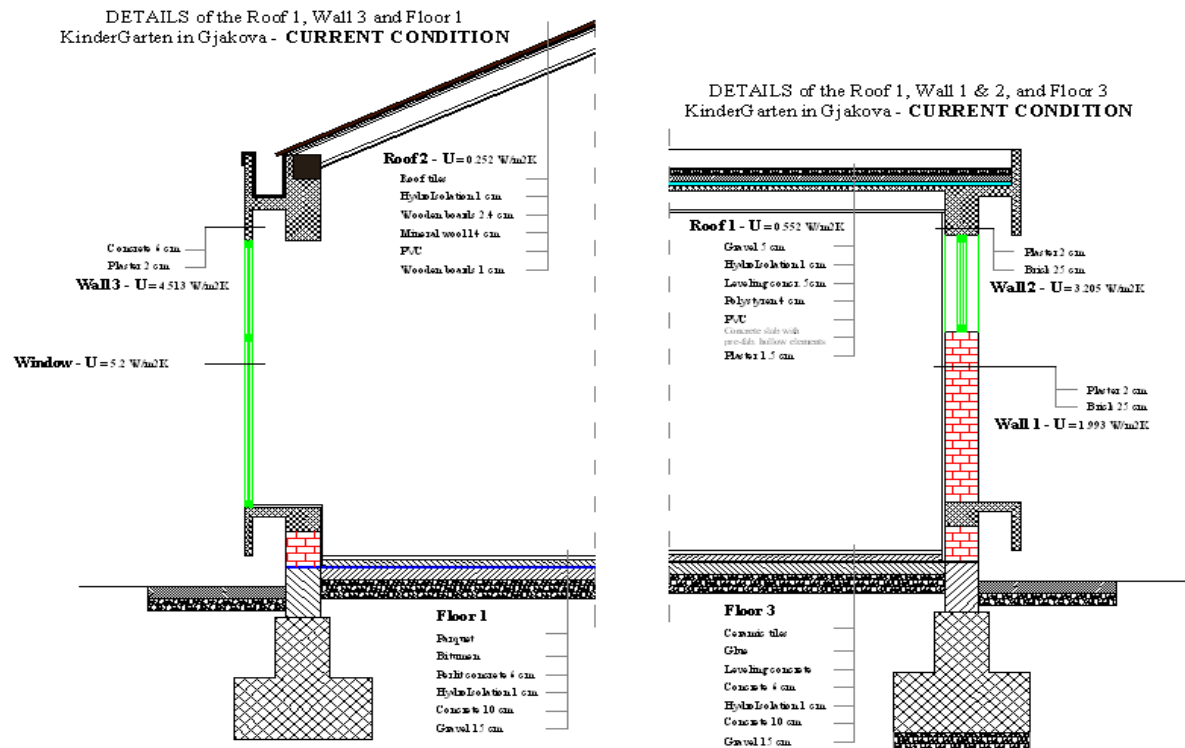 DETAILS of the Roof 1, Wall 3 and Floor 1
KinderGarten in Gjakova - CURRENT CONDITION
Roof 2 - U = 0.252 W/m2K
Roof tiles
HydroIsolation 1 cm
Wooden boards 2.4 cm
Mineral wool 14 cm
PVC
Wooden boards 1 cm
Concrete 6 cm
Plaster 2 cm
Wall 3 - U = 4.513 W/m2K
Window - U = 5.2 W/m2K
Floor 1
Parquet
Bitumen
Perlit concrete 6 cm
HydroIsolation 1 cm
Concrete 10 cm
Gravel 15 cm
DETAILS of the Roof 1, Wall 1 & 2, and Floor 3
KinderGarten in Gjakova - CURRENT CONDITION
Roof 1 - U = 0.552 W/m2K
Gravel 5 cm
HydroIsolation 1 cm
Leveling concr. 5cm
Polystyren 4 cm
PVC
Concrete slab with
pre-fab. hollow elements
Plaster 1.5 cm
Plaster 2 cm
Brick 25 cm
Wall 2 - U = 3.205 W/m2K
Plaster 2 cm
Brick 25 cm
Wall 1 - U = 1.993 W/m2K
Floor 3
Ceramic tiles
Glue
Leveling concrete
Concrete 6 cm
HydroIsolation 1 cm
Concrete 10 cm
Gravel 15 cm